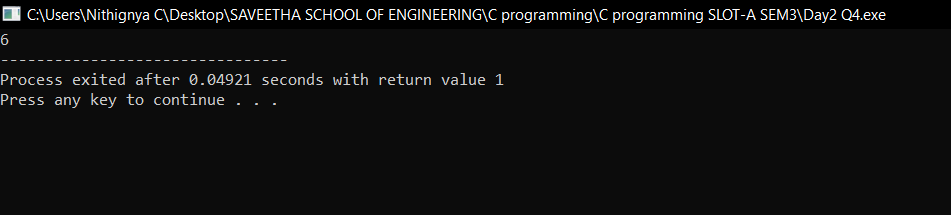 C:\Users\Nithignya C\Desktop\SAVEETHA SCHOOL OF ENGINEERING\C programming\C programming SLOT-A SEM3\Day2 Q4.exe
6
--------------------------------
Process exited after 0.04921 seconds with return value 1
Press any key to continue . . .